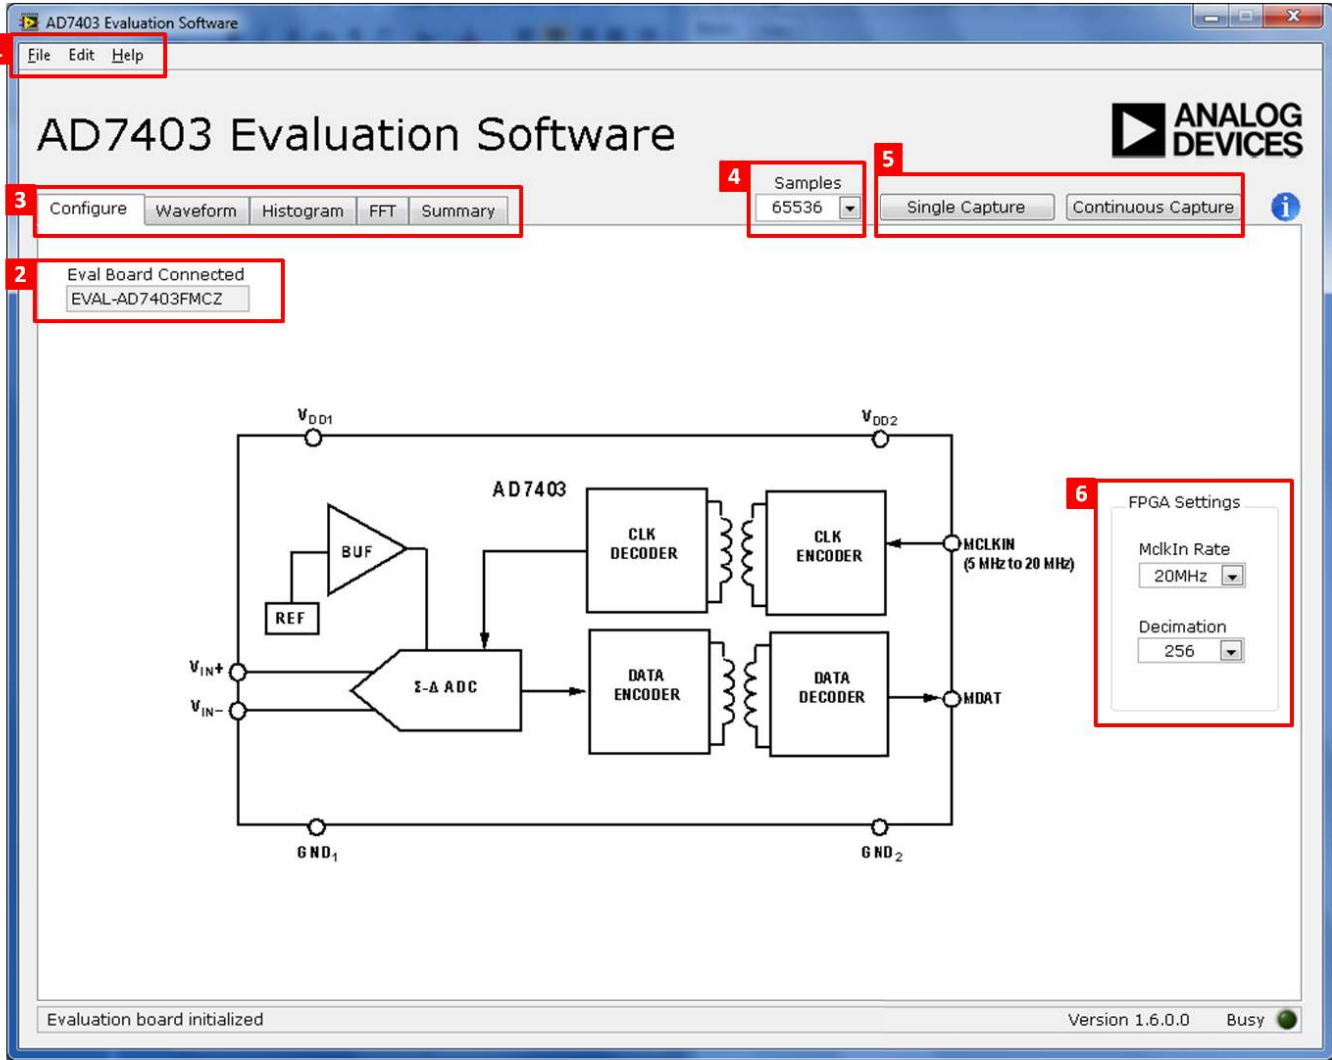 AD7403 Evaluation Software
File Edit Help
AD7403 Evaluation Software
ANALOG
DEVICES
3
Configure Waveform Histogram FFT Summary
4
Samples
65536
5
Single Capture Continuous Capture
i
2
Eval Board Connected
EVAL-AD7403FMCZ
VDD1
VDD2
AD7403
BUF
REF
CLK
DECODER
CLK
ENCODER
MCLKIN
(5 MHz to 20 MHz)
VIN+
VIN−
Σ-Δ ADC
DATA
ENCODER
DATA
DECODER
MDAT
GND1
GND2
6
FPGA Settings
MclkIn Rate
20MHz
Decimation
256
Evaluation board initialized
Version 1.6.0.0 Busy